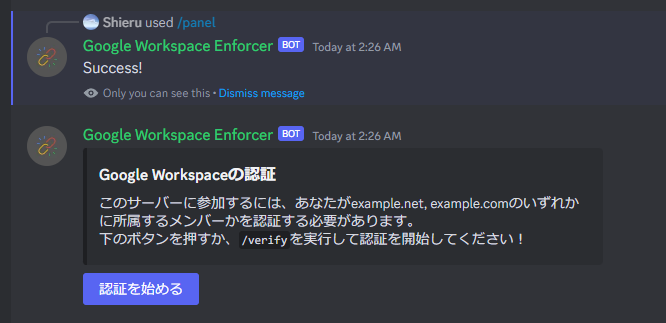 Shieru used /panel
Google Workspace Enforcer BOT Today at 2:26 AM
Success!
Only you can see this • Dismiss message
Google Workspace Enforcer BOT Today at 2:26 AM
Google Workspaceの認証
このサーバーに参加するには、あなたがexample.net, example.comのいずれか
に所属するメンバーかを認証する必要があります。
下のボタンを押すか、/verifyを実行して認証を開始してください！
認証を始める